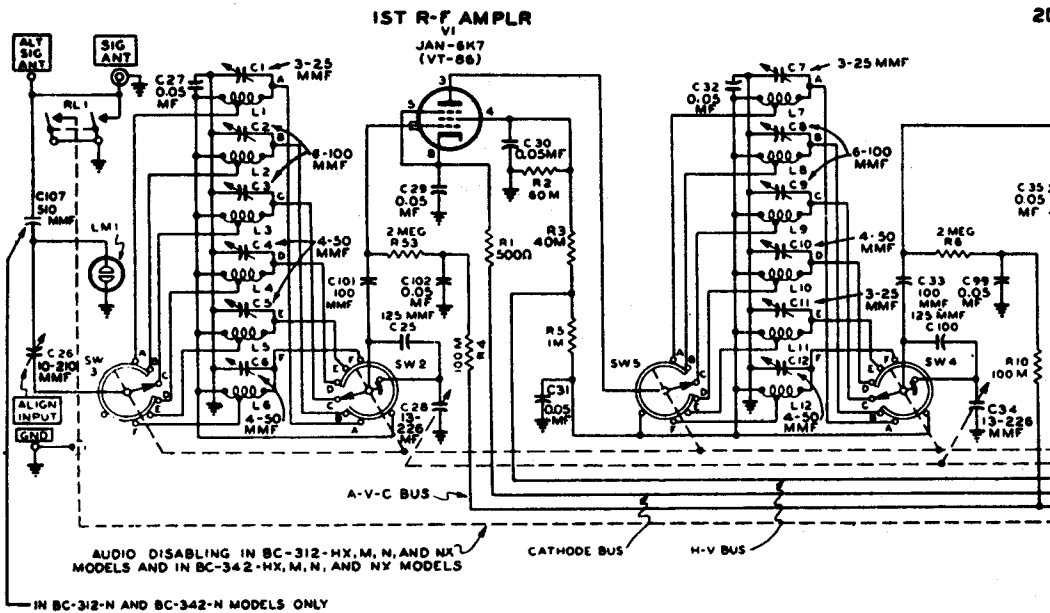 1ST R-F AMPLR
V1
JAN-6K7
(VT-86)
ALT
SIG
ANT
SIG
ANT
RL1
C107
510
MMF
LM1
C26
10-210
MMF
ALIGN
INPUT
GND
SW
3
C27
0.05
MF
C1
3-25
MMF
A
L1
C2
B
L2
6-100
MMF
C3
C
L3
C4
4-50
MMF
D
L4
C5
E
L5
C6
F
L6
4-50
MMF
A
B
C
D
E
F
3
5
4
8
C30
0.05MF
R2
60M
C29
0.05
MF
2 MEG
R53
C101
100
MMF
C102
0.05
MF
125 MMF
C25
SW2
F
E
D
C
B
A
C28
13-
226
MF
100M
R4
R1
500Ω
R3
40M
R5
1M
C31
0.05
MF
SW5
A
B
C
D
E
F
C32
0.05
MF
C7
3-25 MMF
A
L7
C8
B
L8
6-100
MMF
C9
C
L9
C10
4-50
MMF
D
L10
C11
3-25
MMF
E
L11
C12
F
L12
4-50
MMF
2 MEG
R6
C33
100
MMF
C99
0.05
MF
125 MMF
C100
SW4
F
E
D
C
B
A
C34
13-226
MMF
R10
100M
C35
0.05
MF
A-V-C BUS
CATHODE BUS
H-V BUS
AUDIO DISABLING IN BC-312-HX, M, N, AND NX
MODELS AND IN BC-342-HX, M, N, AND NX MODELS
IN BC-312-N AND BC-342-N MODELS ONLY